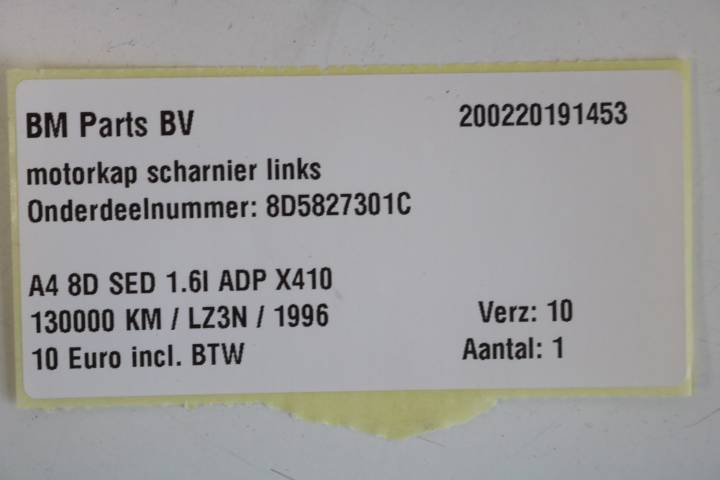 BM Parts BV 200220191453
motorkap scharnier links
Onderdeelnummer: 8D5827301C
A4 8D SED 1.6I ADP X410
130000 KM / LZ3N / 1996 Verz: 10
10 Euro incl. BTW Aantal: 1